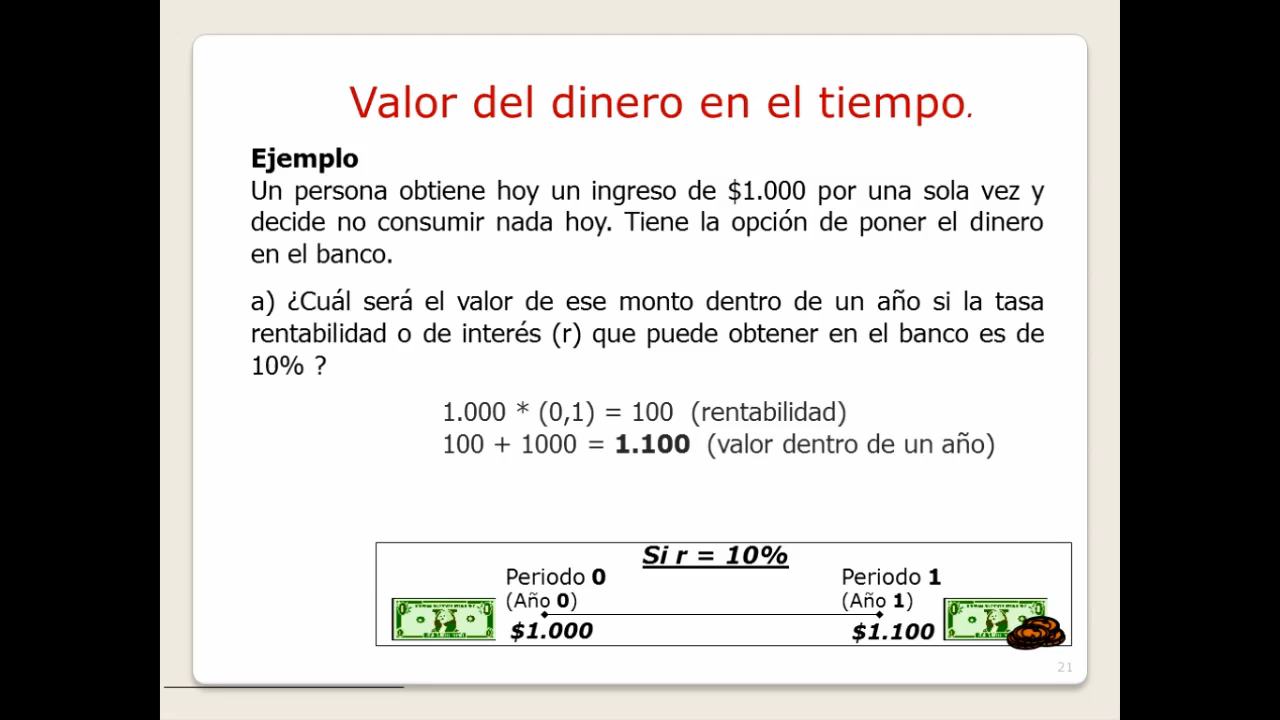 Valor del dinero en el tiempo.
Ejemplo
Un persona obtiene hoy un ingreso de $1.000 por una sola vez y
decide no consumir nada hoy. Tiene la opción de poner el dinero
en el banco.
a) ¿Cuál será el valor de ese monto dentro de un año si la tasa
rentabilidad o de interés (r) que puede obtener en el banco es de
10% ?
1.000 * (0,1) = 100 (rentabilidad)
100 + 1000 = 1.100 (valor dentro de un año)
Si r = 10%
Periodo 0
Periodo 1
(Año 0)
(Año 1)
$1.000
$1.100
21